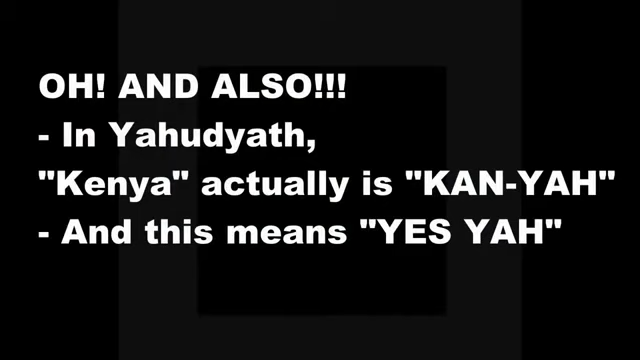 OH! AND ALSO!!!
- In Yahudyath,
"Kenya" actually is "KAN-YAH"
- And this means "YES YAH"